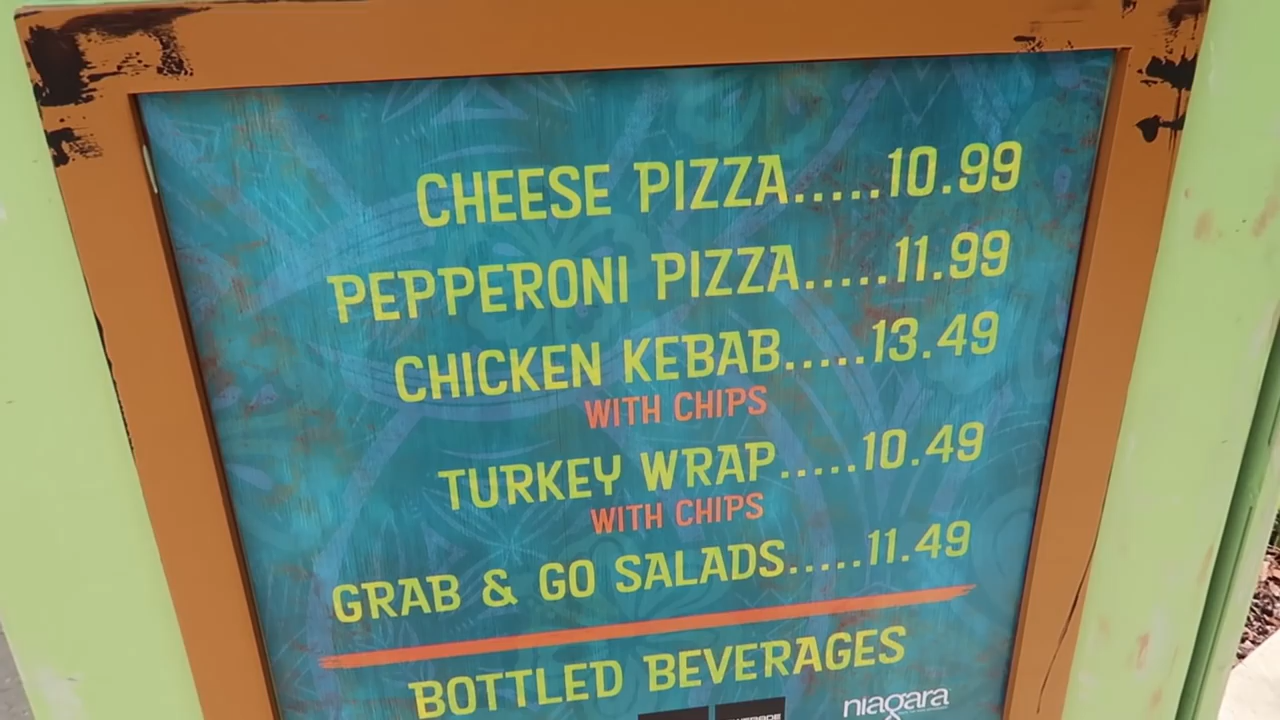 CHEESE PIZZA.....10.99
PEPPERONI PIZZA.....11.99
CHICKEN KEBAB.....13.49
WITH CHIPS
TURKEY WRAP.....10.49
WITH CHIPS
GRAB & GO SALADS.....11.49
BOTTLED BEVERAGES
niagara